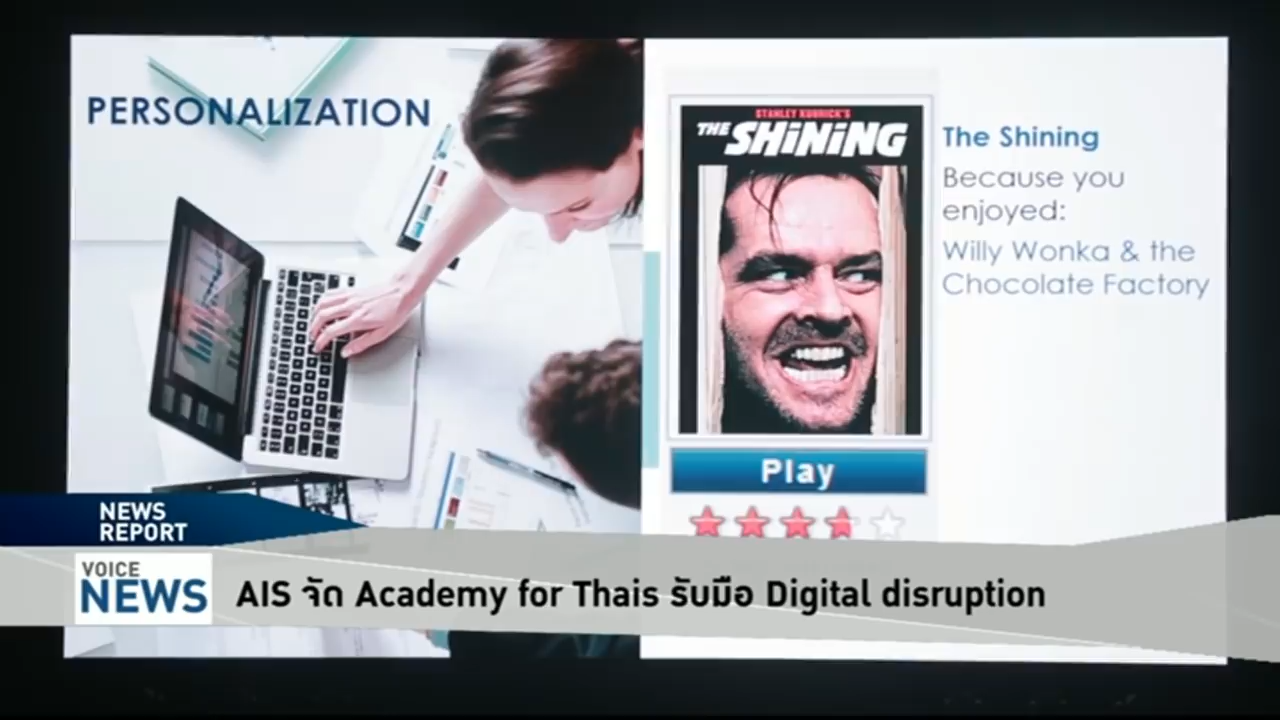 PERSONALIZATION
STANLEY KUBRICK'S
THE SHiNiNG
The Shining
Because you
enjoyed:
Willy Wonka & the
Chocolate Factory
Play
NEWS
REPORT
VOICE
NEWS
AIS จัด Academy for Thais รับมือ Digital disruption